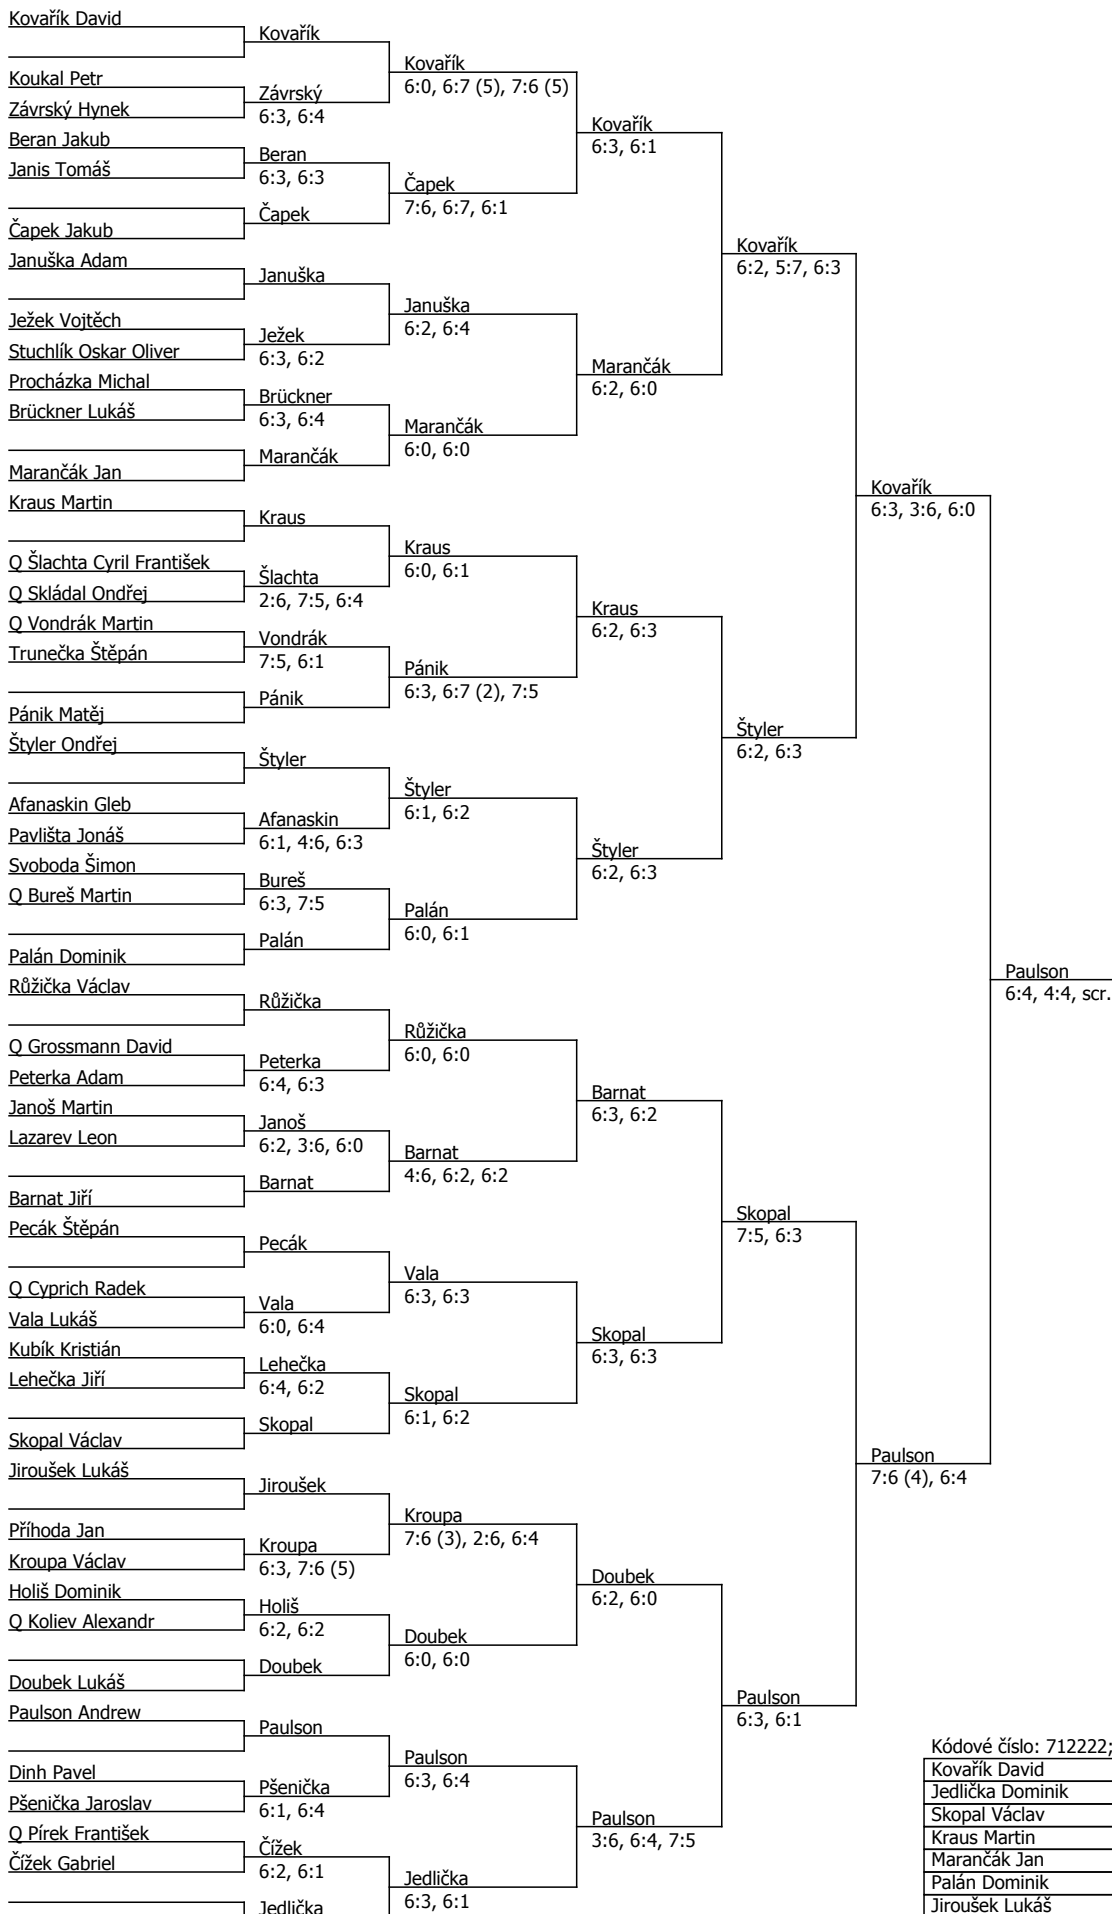 Kovařík David
Koukal Petr
Závrský Hynek
Beran Jakub
Janis Tomáš
Čapek Jakub
Januška Adam
Ježek Vojtěch
Stuchlík Oskar Oliver
Procházka Michal
Brückner Lukáš
Marančák Jan
Kraus Martin
Q Šlachta Cyril František
Q Skládal Ondřej
Q Vondrák Martin
Trunečka Štěpán
Pánik Matěj
Štyler Ondřej
Afanaskin Gleb
Pavlišta Jonáš
Svoboda Šimon
Q Bureš Martin
Palán Dominik
Růžička Václav
Q Grossmann David
Peterka Adam
Janoš Martin
Lazarev Leon
Barnat Jiří
Pecák Štěpán
Q Cyprich Radek
Vala Lukáš
Kubík Kristián
Lehečka Jiří
Skopal Václav
Jiroušek Lukáš
Příhoda Jan
Kroupa Václav
Holiš Dominik
Q Koliev Alexandr
Doubek Lukáš
Paulson Andrew
Dinh Pavel
Pšenička Jaroslav
Q Pírek František
Čížek Gabriel
Kovařík
Závrský
6:3, 6:4
Beran
6:3, 6:3
Čapek
Januška
Ježek
6:3, 6:2
Brückner
6:3, 6:4
Marančák
Kraus
Šlachta
2:6, 7:5, 6:4
Vondrák
7:5, 6:1
Pánik
Štyler
Afanaskin
6:1, 4:6, 6:3
Bureš
6:3, 7:5
Palán
Růžička
Peterka
6:4, 6:3
Janoš
6:2, 3:6, 6:0
Barnat
Pecák
Vala
6:0, 6:4
Lehečka
6:4, 6:2
Skopal
Jiroušek
Kroupa
6:3, 7:6 (5)
Holiš
6:2, 6:2
Doubek
Paulson
Pšenička
6:1, 6:4
Čížek
6:2, 6:1
Jedlička
Kovařík
6:0, 6:7 (5), 7:6 (5)
Čapek
7:6, 6:7, 6:1
Januška
6:2, 6:4
Marančák
6:0, 6:0
Kraus
6:0, 6:1
Pánik
6:3, 6:7 (2), 7:5
Štyler
6:1, 6:2
Palán
6:0, 6:1
Růžička
6:0, 6:0
Barnat
4:6, 6:2, 6:2
Vala
6:3, 6:3
Skopal
6:1, 6:2
Kroupa
7:6 (3), 2:6, 6:4
Doubek
6:0, 6:0
Paulson
6:3, 6:4
Jedlička
6:3, 6:1
Kovařík
6:3, 6:1
Marančák
6:2, 6:0
Kraus
6:2, 6:3
Štyler
6:2, 6:3
Barnat
6:3, 6:2
Skopal
6:3, 6:3
Doubek
6:2, 6:0
Paulson
3:6, 6:4, 7:5
Kovařík
6:2, 5:7, 6:3
Štyler
6:2, 6:3
Skopal
7:5, 6:3
Paulson
6:3, 6:1
Kovařík
6:3, 3:6, 6:0
Paulson
7:6 (4), 6:4
Paulson
6:4, 4:4, scr.
Kódové číslo: 712222;
Kovařík David
Jedlička Dominik
Skopal Václav
Kraus Martin
Marančák Jan
Palán Dominik
Jiroušek Lukáš